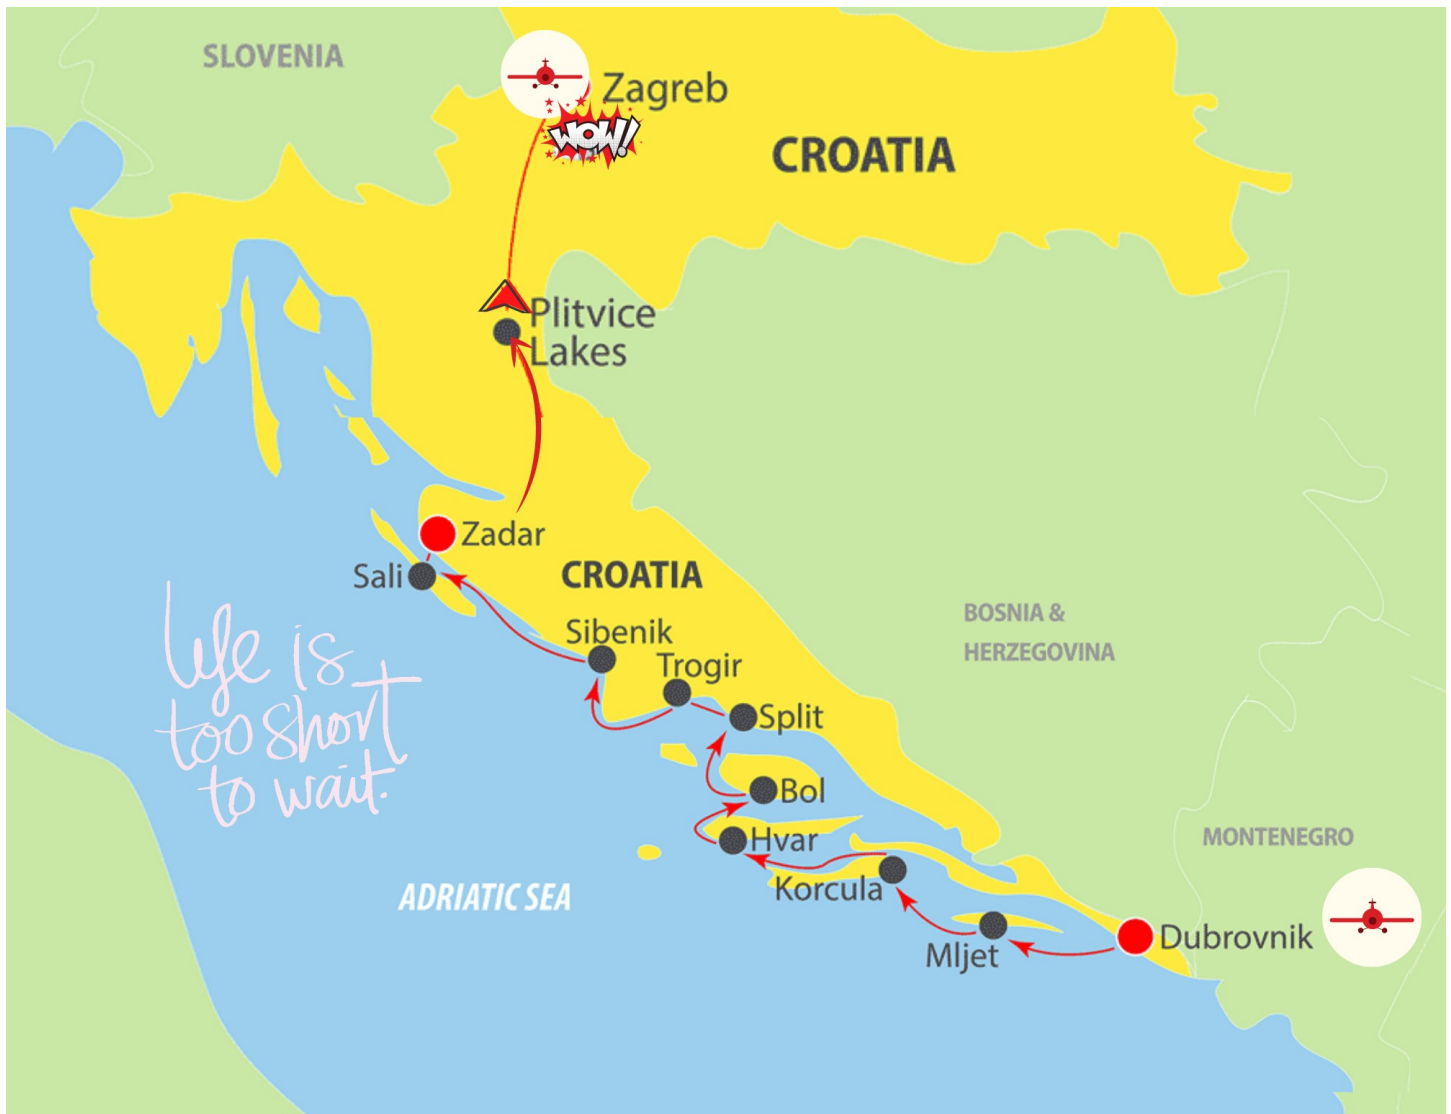 SLOVENIA
Zagreb
WOW!!
CROATIA
Plitvice
Lakes
Zadar
Sali
CROATIA
Sibenik
Trogir
Split
BOSNIA &
HERZEGOVINA
Life is
too short
to wait.
Bol
Hvar
MONTENEGRO
Korcula
ADRIATIC SEA
Mljet
Dubrovnik